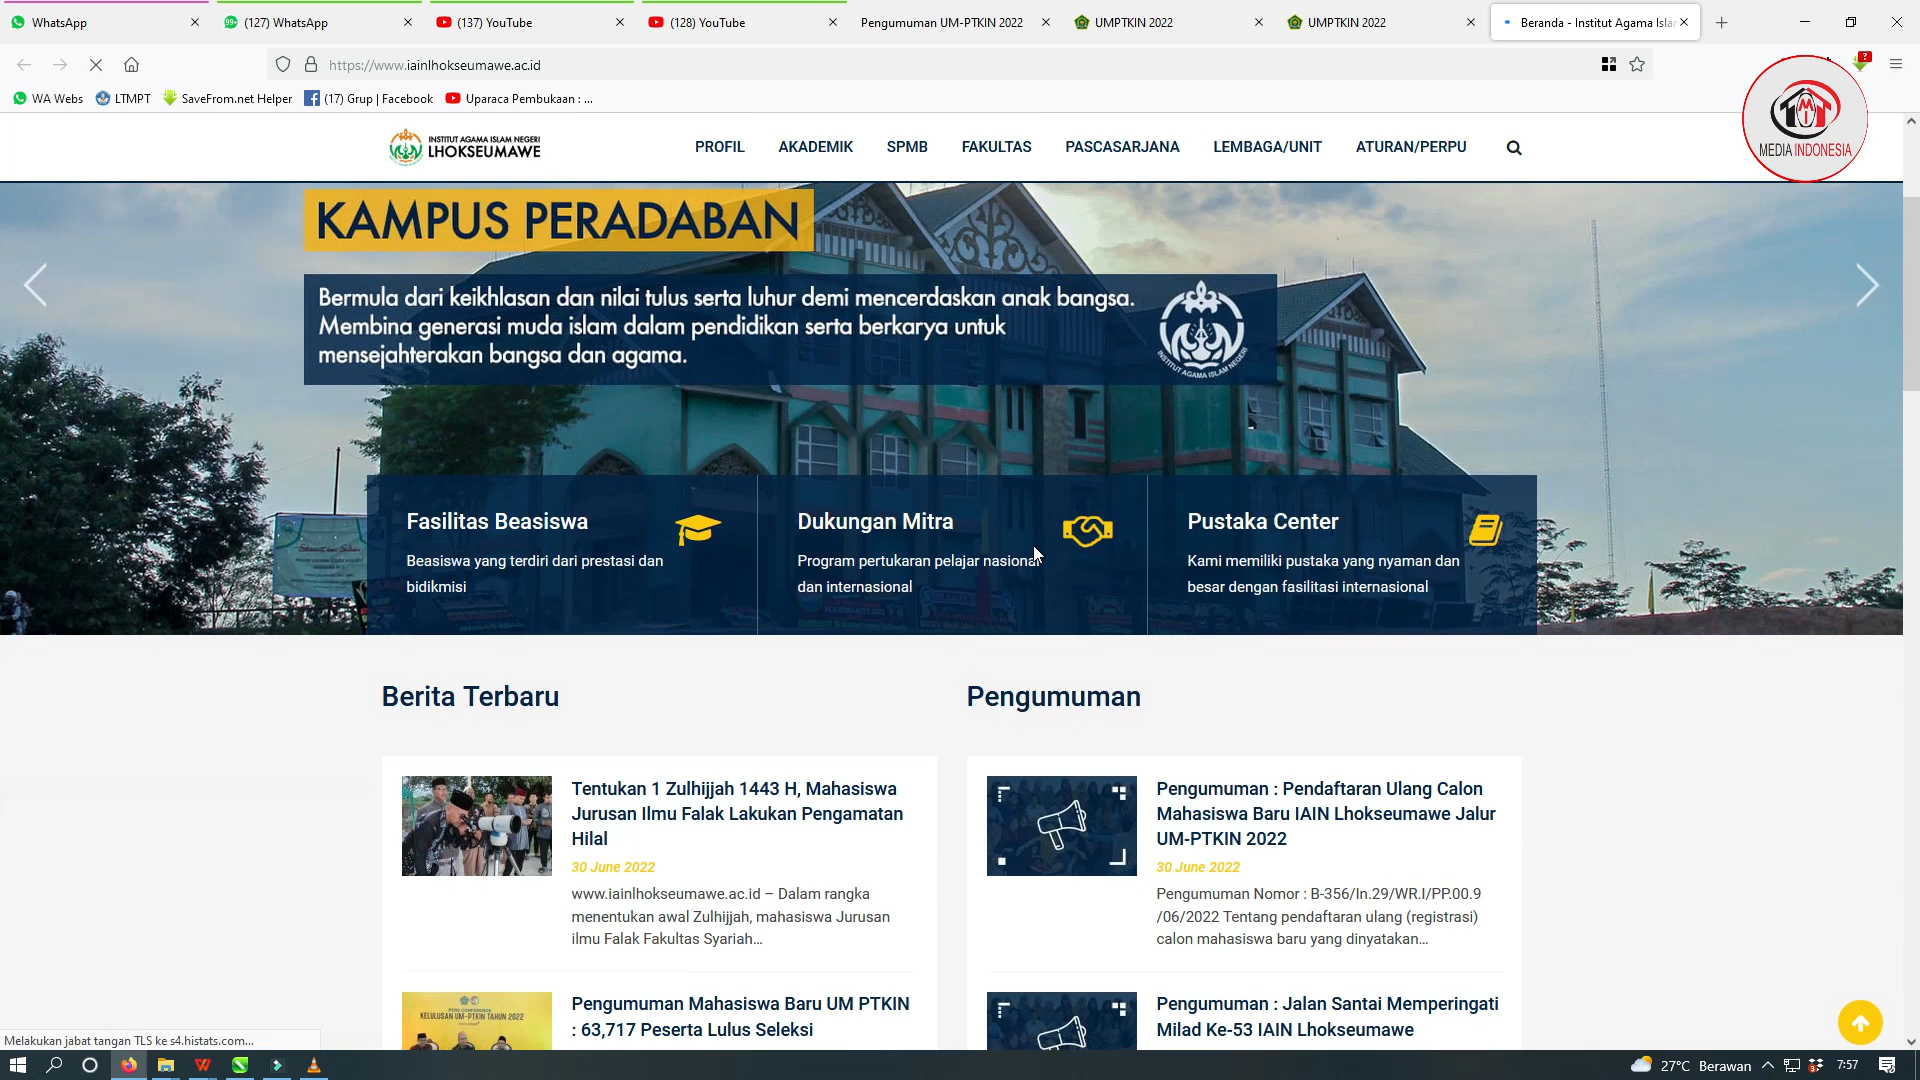 WhatsApp
(127) WhatsApp
(137) YouTube
(128) YouTube
Pengumuman UM-PTKIN 2022
UMPTKIN 2022
UMPTKIN 2022
Beranda - Institut Agama Isla
https://www.iainlhokseumawe.ac.id
WA Webs
LTMPT
SaveFrom.net Helper
(17) Grup | Facebook
Uparaca Pembukaan : ...
MEDIA INDONESIA
INSTITUT AGAMA ISLAM NEGERI
LHOKSEUMAWE
PROFIL
AKADEMIK
SPMB
FAKULTAS
PASCASARJANA
LEMBAGA/UNIT
ATURAN/PERPU
KAMPUS PERADABAN
Bermula dari keikhlasan dan nilai tulus serta luhur demi mencerdaskan anak bangsa.
Membina generasi muda islam dalam pendidikan serta berkarya untuk
mensejahterakan bangsa dan agama.
INSTITUT AGAMA ISLAM NEGERI
Fasilitas Beasiswa
Beasiswa yang terdiri dari prestasi dan
bidikmisi
Dukungan Mitra
Program pertukaran pelajar nasional
dan internasional
Pustaka Center
Kami memiliki pustaka yang nyaman dan
besar dengan fasilitasi internasional
Berita Terbaru
Tentukan 1 Zulhijjah 1443 H, Mahasiswa
Jurusan Ilmu Falak Lakukan Pengamatan
Hilal
30 June 2022
www.iainlhokseumawe.ac.id – Dalam rangka
menentukan awal Zulhijjah, mahasiswa Jurusan
ilmu Falak Fakultas Syariah...
KELULUSAN UM-PTKIN TAHUN 2022
Pengumuman Mahasiswa Baru UM PTKIN
: 63,717 Peserta Lulus Seleksi
Pengumuman
Pengumuman : Pendaftaran Ulang Calon
Mahasiswa Baru IAIN Lhokseumawe Jalur
UM-PTKIN 2022
30 June 2022
Pengumuman Nomor : B-356/In.29/WR.I/PP.00.9
/06/2022 Tentang pendaftaran ulang (registrasi)
calon mahasiswa baru yang dinyatakan...
Pengumuman : Jalan Santai Memperingati
Milad Ke-53 IAIN Lhokseumawe
Melakukan jabat tangan TLS ke s4.histats.com...
27°C Berawan
7:57